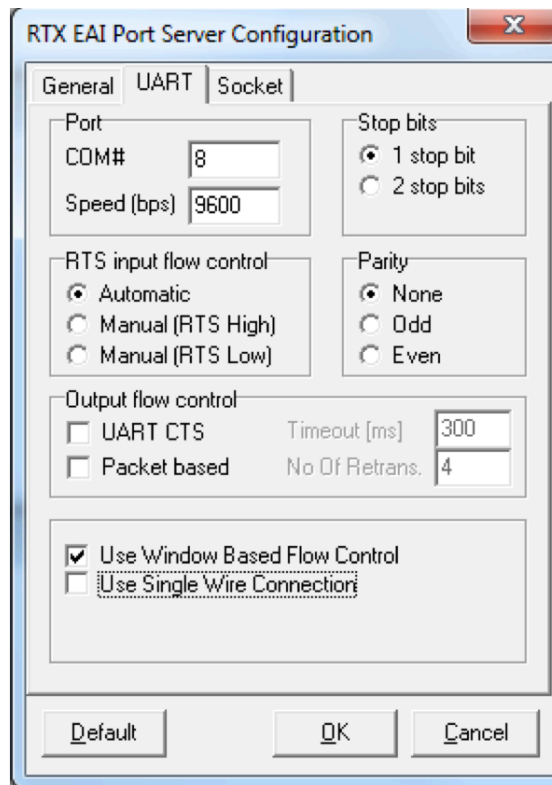 RTX EAI Port Server Configuration
X
General UART Socket
Port
COM# 8
Speed (bps) 9600
Stop bits
1 stop bit
2 stop bits
RTS input flow control
Automatic
Manual (RTS High)
Manual (RTS Low)
Parity
None
Odd
Even
Output flow control
UART CTS Timeout [ms] 300
Packet based No Of Retrans. 4
Use Window Based Flow Control
Use Single Wire Connection
Default OK Cancel